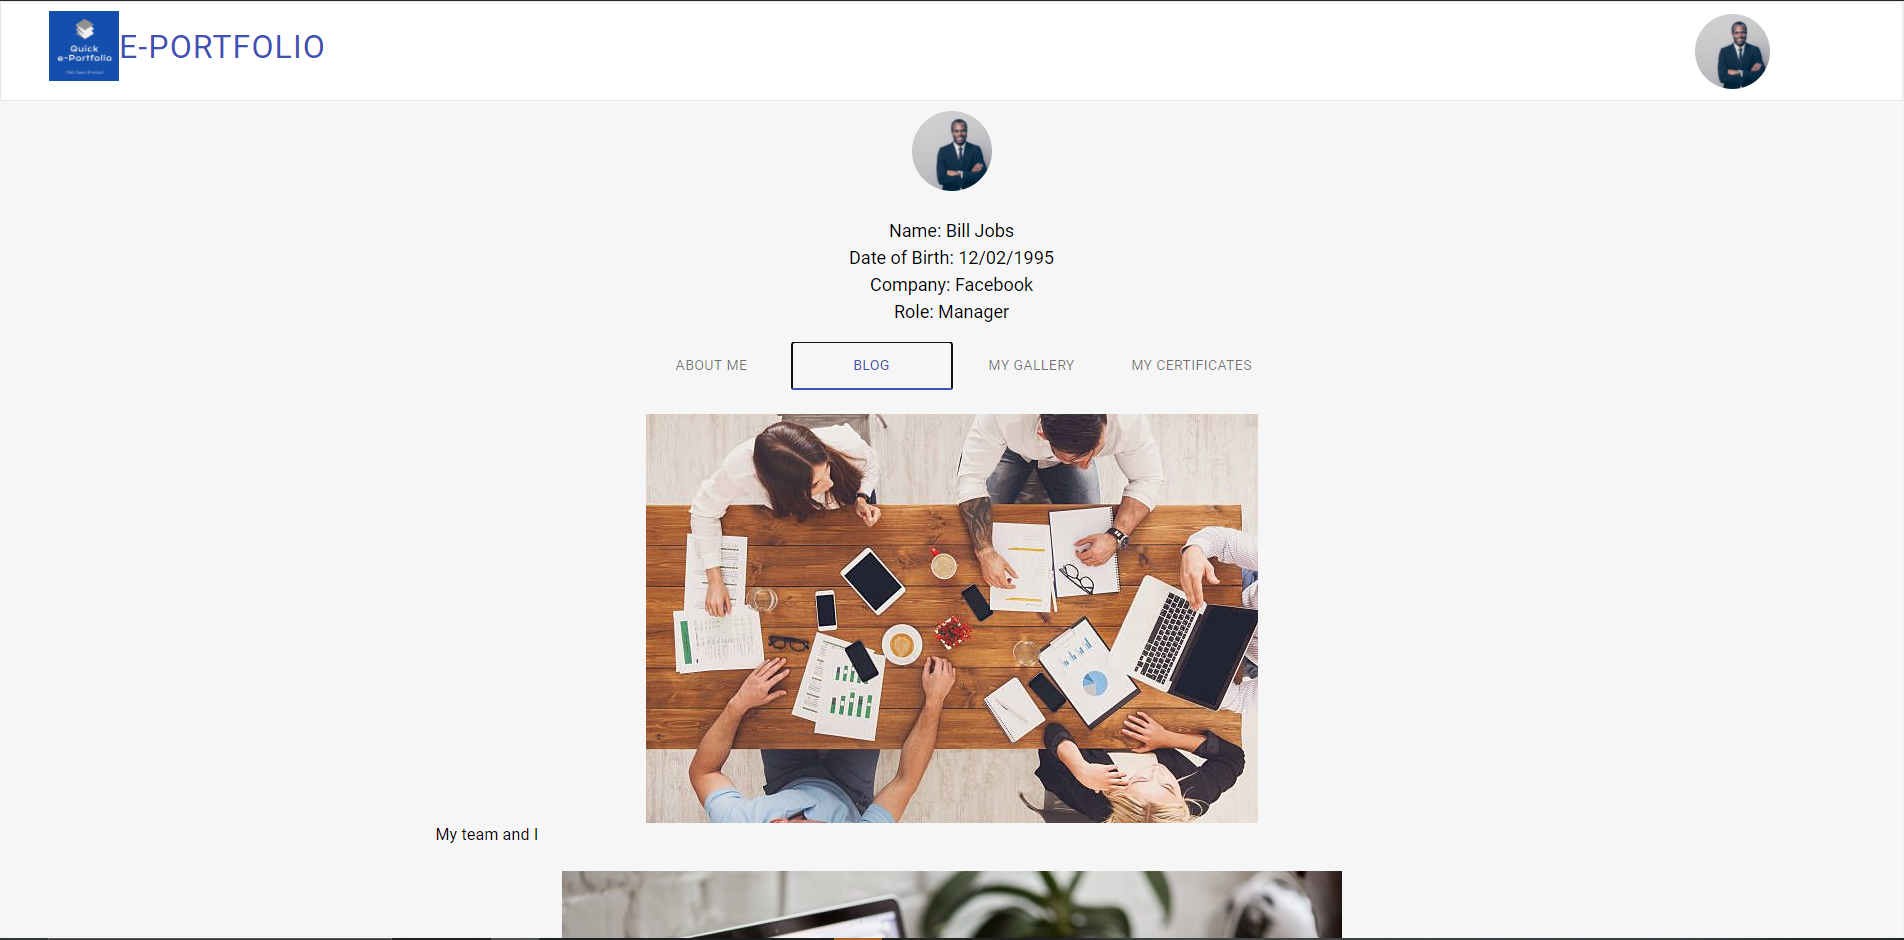 Quick
e-Portfolio
E-PORTFOLIO
Name: Bill Jobs
Date of Birth: 12/02/1995
Company: Facebook
Role: Manager
ABOUT ME
BLOG
MY GALLERY
MY CERTIFICATES
My team and I